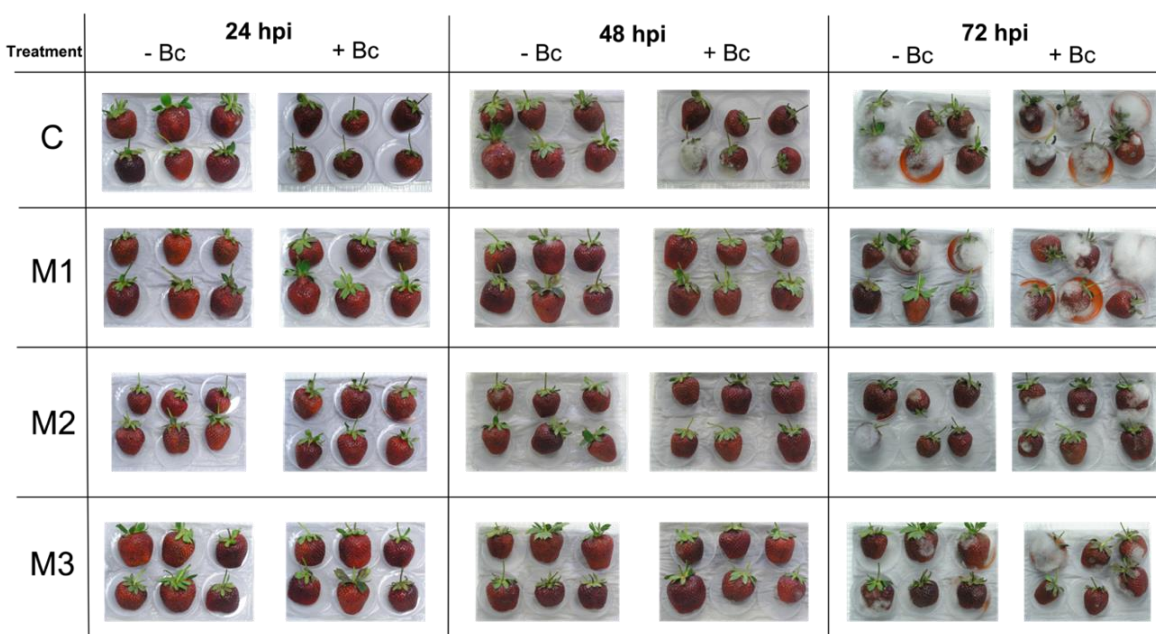 24 hpi 48 hpi 72 hpi
Treatment - Bc + Bc - Bc + Bc - Bc + Bc
C
M1
M2
M3